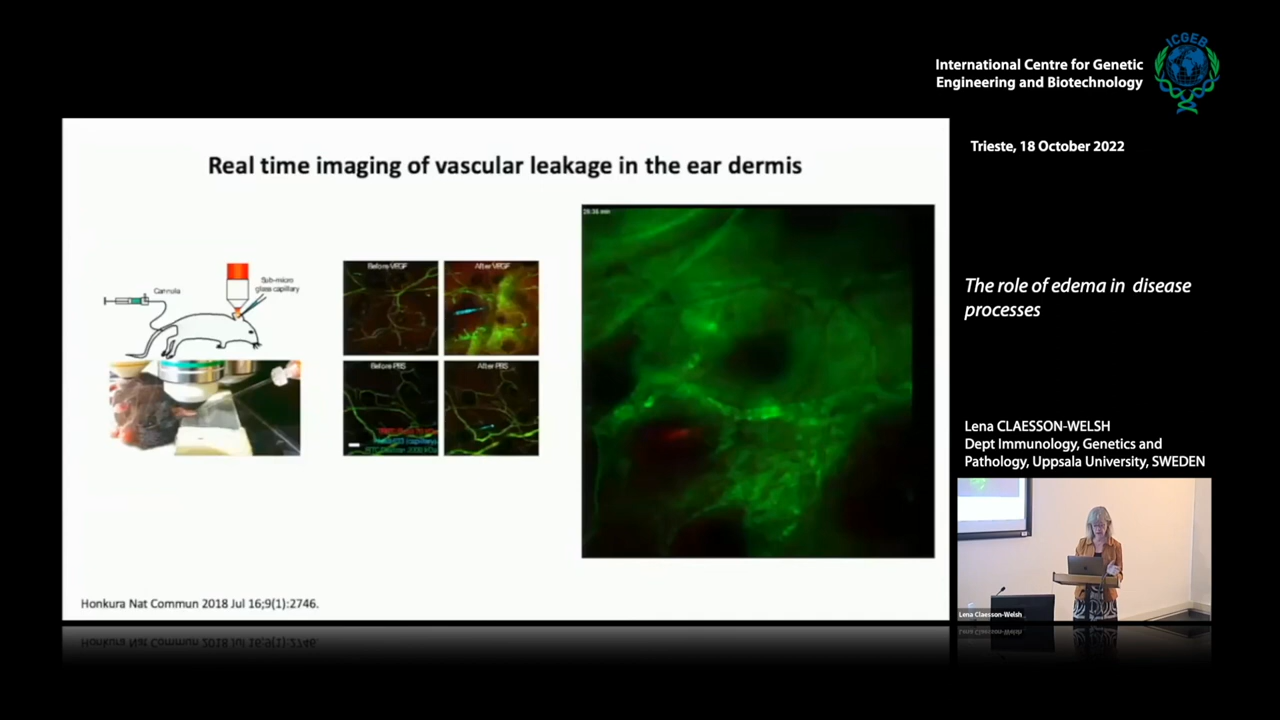 ICGEB
International Centre for Genetic
Engineering and Biotechnology
Trieste, 18 October 2022
Real time imaging of vascular leakage in the ear dermis
26:36 min
Cannula
Sub-micro
glass capillary
Before VEGF
After VEGF
Before PBS
After PBS
The role of edema in disease
processes
Lena CLAESSON-WELSH
Dept Immunology, Genetics and
Pathology, Uppsala University, SWEDEN
Lena Claesson-Welsh
Honkura Nat Commun 2018 Jul 16;9(1):2746.